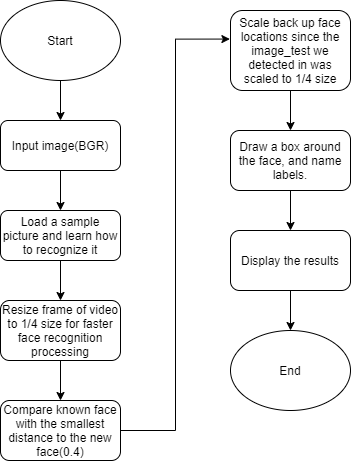 Start
Input image(BGR)
Load a sample
picture and learn how
to recognize it
Resize frame of video
to 1/4 size for faster
face recognition
processing
Compare known face
with the smallest
distance to the new
face(0.4)
Scale back up face
locations since the
image_test we
detected in was
scaled to 1/4 size
Draw a box around
the face, and name
labels.
Display the results
End